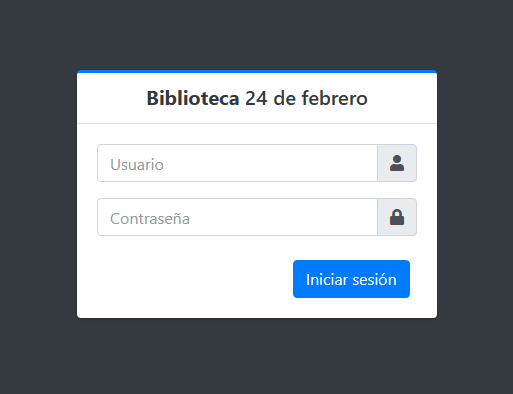 Biblioteca 24 de febrero
Usuario
Contraseña
Iniciar sesión